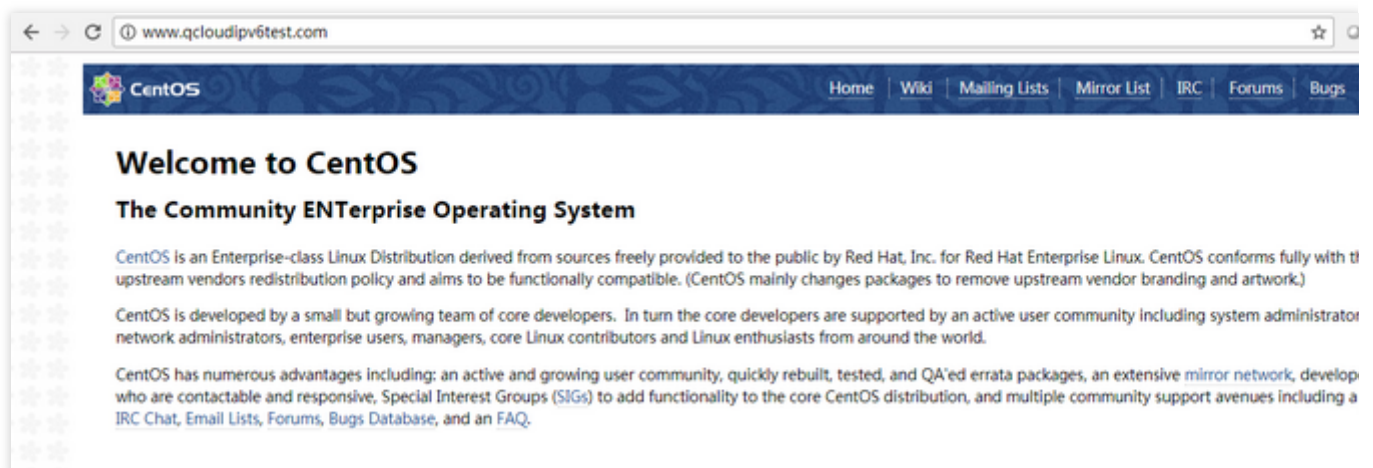 www.qcloudipv6test.com
CentOS Home Wiki Mailing Lists Mirror List IRC Forums Bugs
Welcome to CentOS
The Community ENTerprise Operating System
CentOS is an Enterprise-class Linux Distribution derived from sources freely provided to the public by Red Hat, Inc. for Red Hat Enterprise Linux. CentOS conforms fully with
upstream vendors redistribution policy and aims to be functionally compatible. (CentOS mainly changes packages to remove upstream vendor branding and artwork.)
CentOS is developed by a small but growing team of core developers. In turn the core developers are supported by an active user community including system administrator
network administrators, enterprise users, managers, core Linux contributors and Linux enthusiasts from around the world.
CentOS has numerous advantages including: an active and growing user community, quickly rebuilt, tested, and QA'ed errata packages, an extensive mirror network, develop
who are contactable and responsive, Special Interest Groups (SIGs) to add functionality to the core CentOS distribution, and multiple community support avenues including a
IRC Chat, Email Lists, Forums, Bugs Database, and an FAQ.